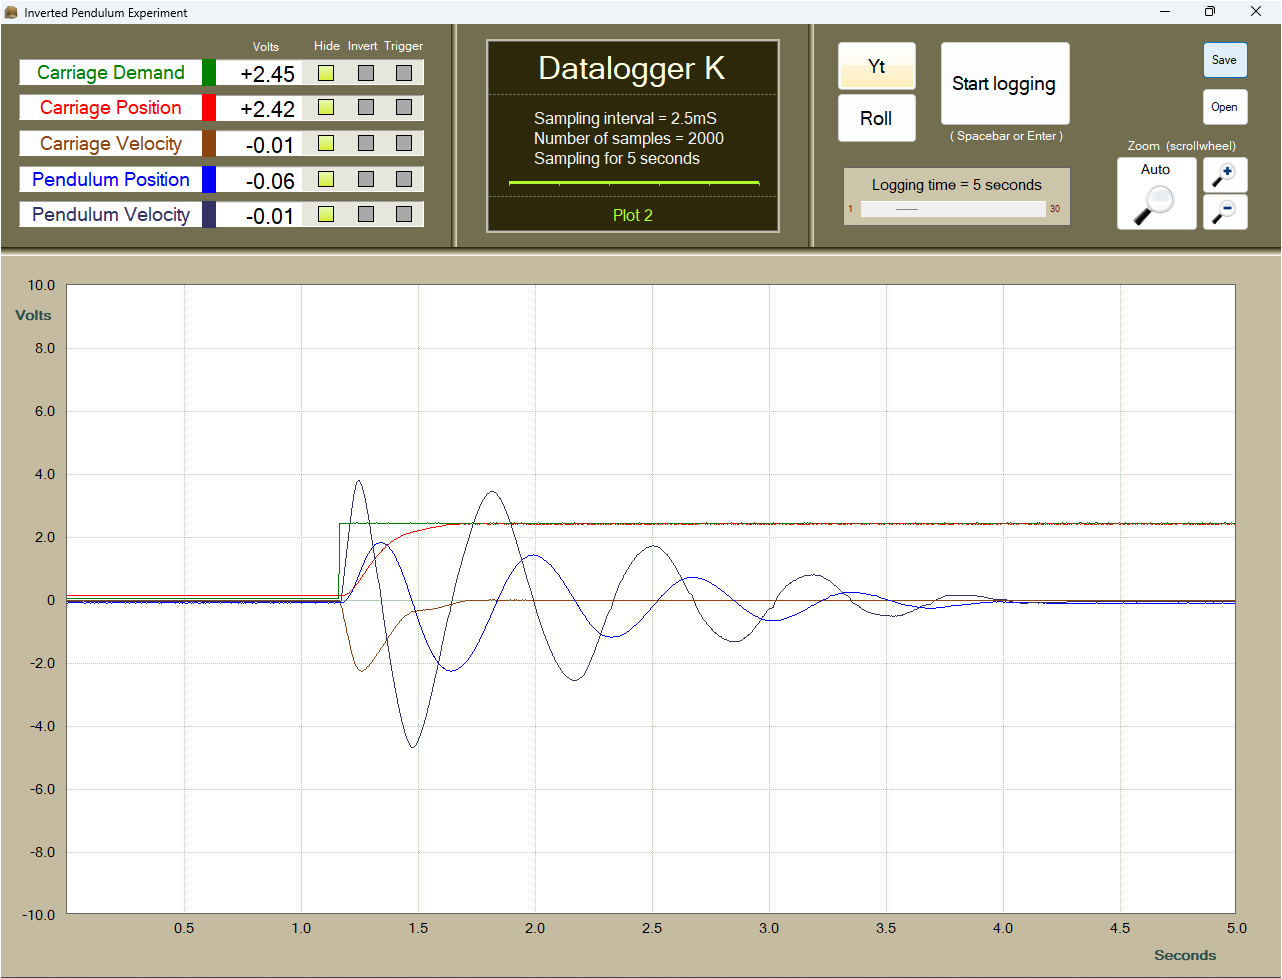 Inverted Pendulum Experiment
Volts Hide Invert Trigger
Carriage Demand +2.45
Carriage Position +2.42
Carriage Velocity -0.01
Pendulum Position -0.06
Pendulum Velocity -0.01
Datalogger K
Sampling interval = 2.5mS
Number of samples = 2000
Sampling for 5 seconds
Plot 2
Yt
Roll
Start logging
( Spacebar or Enter )
Logging time = 5 seconds
1 30
Save
Open
Zoom (scrollwheel)
Auto
10.0
Volts
8.0
6.0
4.0
2.0
0
-2.0
-4.0
-6.0
-8.0
-10.0
0.5 1.0 1.5 2.0 2.5 3.0 3.5 4.0 4.5 5.0
Seconds